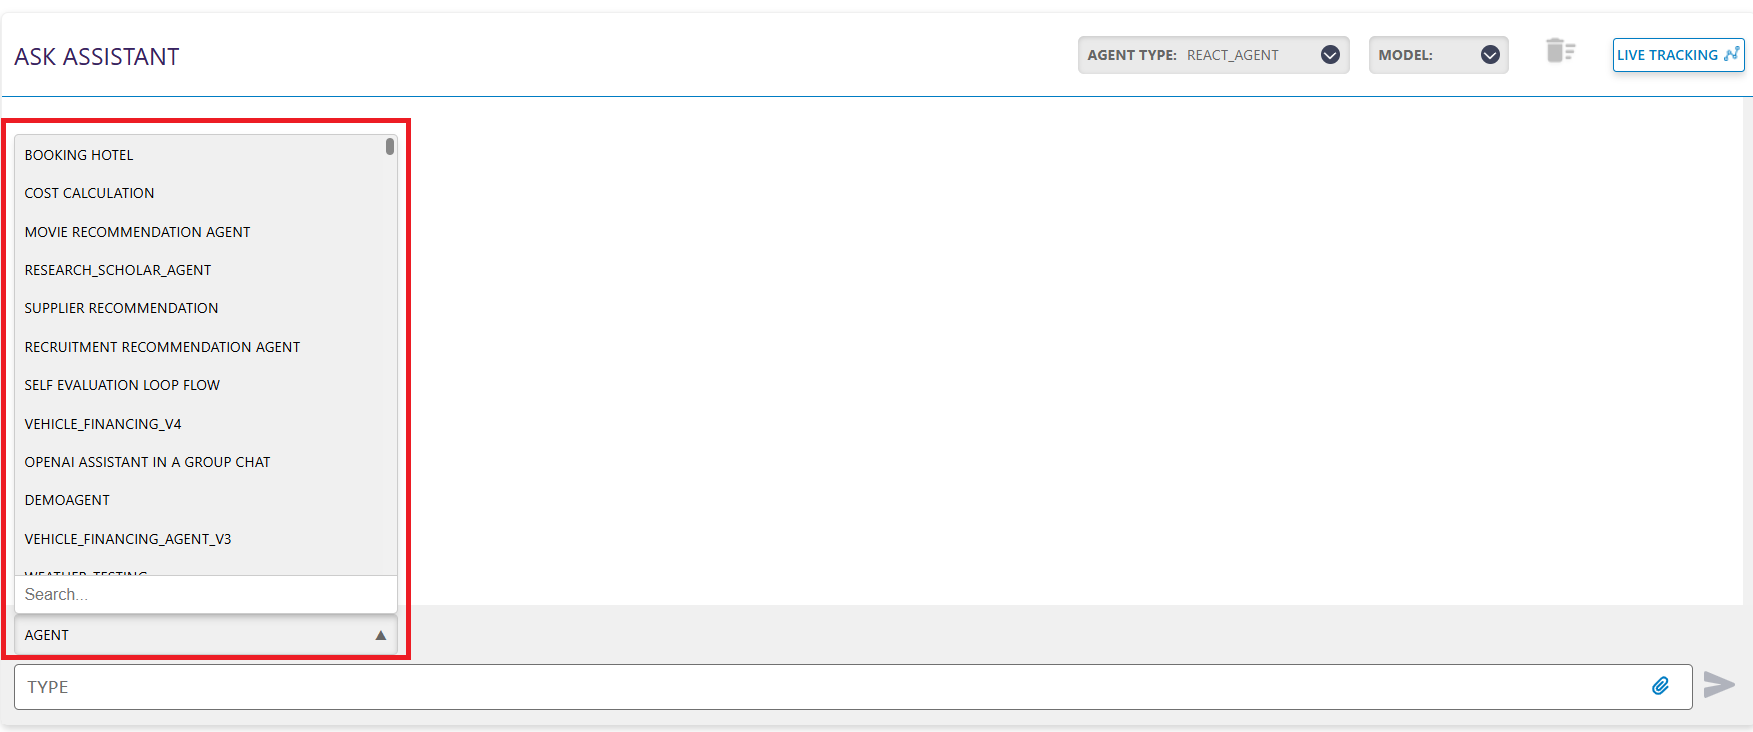 ASK ASSISTANT
AGENT TYPE: REACT_AGENT
MODEL:
LIVE TRACKING
BOOKING HOTEL
COST CALCULATION
MOVIE RECOMMENDATION AGENT
RESEARCH_SCHOLAR_AGENT
SUPPLIER RECOMMENDATION
RECRUITMENT RECOMMENDATION AGENT
SELF EVALUATION LOOP FLOW
VEHICLE_FINANCING_V4
OPENAI ASSISTANT IN A GROUP CHAT
DEMOAGENT
VEHICLE_FINANCING_AGENT_V3
WEATHER_TESTING
Search...
AGENT
TYPE